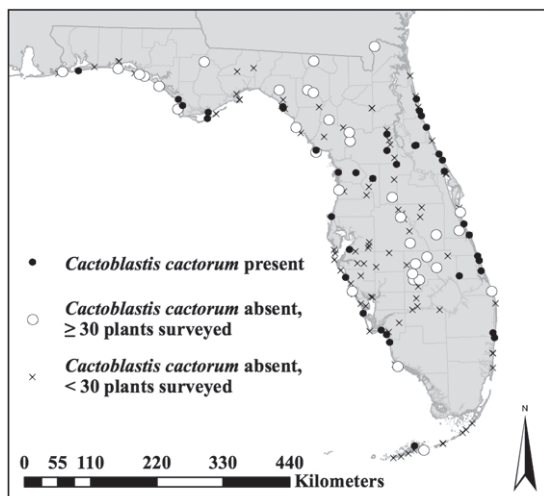 Cactoblastis cactorum present
Cactoblastis cactorum absent,
≥ 30 plants surveyed
Cactoblastis cactorum absent,
< 30 plants surveyed
0 55 110 220 330 440
Kilometers
N